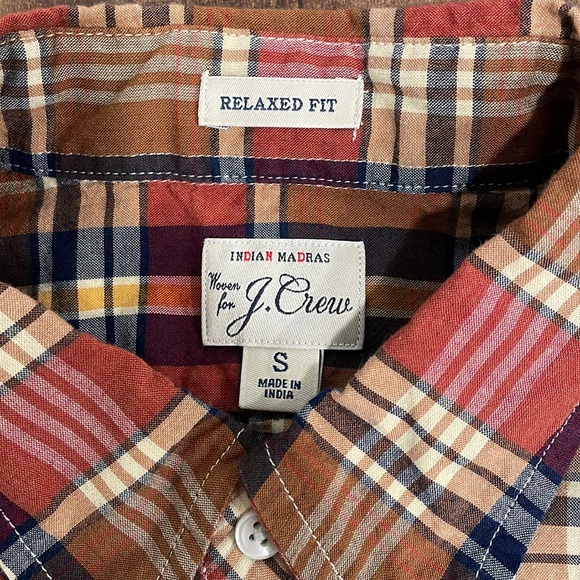 RELAXED FIT
INDIAN MADRAS
Woven for J.Crew
S
MADE IN
INDIA